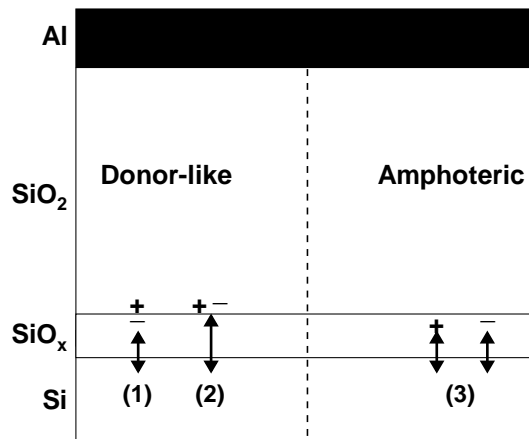 Al
Donor-like Amphoteric
SiO₂
+ + −
− + −
SiOₓ
(1) (2) (3)
Si